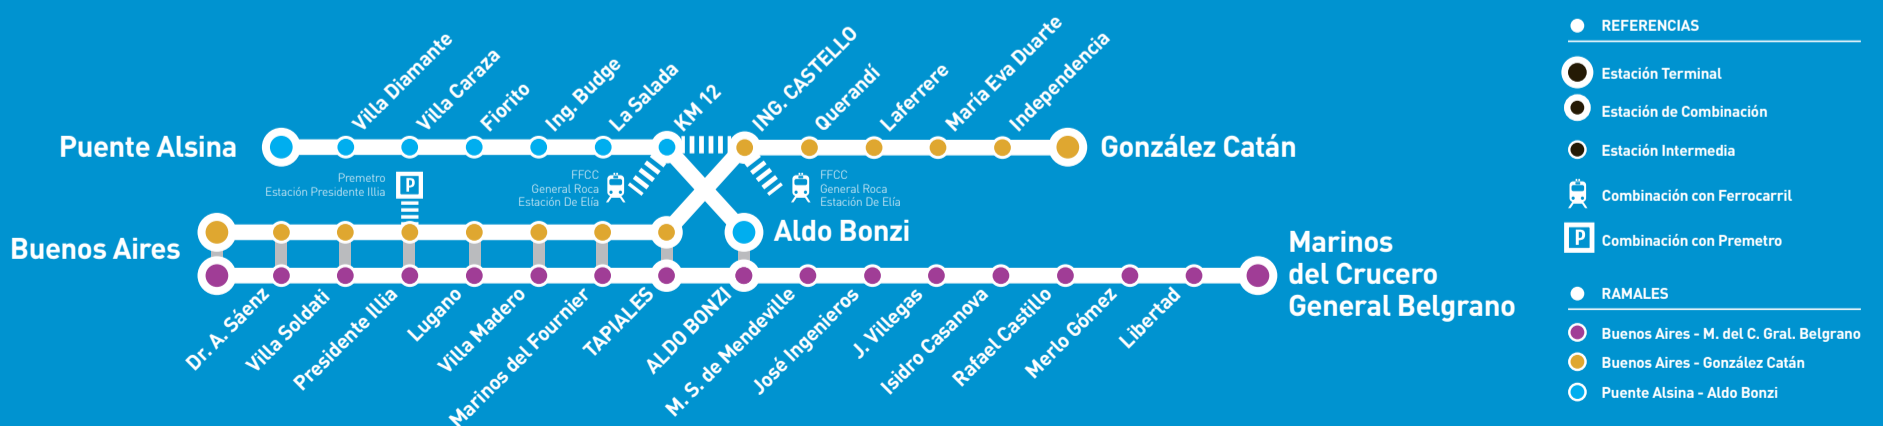 Puente Alsina
Villa Diamante
Villa Caraza
Fiorito
Ing. Budge
La Salada
KM 12
ING. CASTELLO
Querandí
Laferrere
María Eva Duarte
Independencia
González Catán
Premetro
Estación Presidente Illia
P
FFCC
General Roca
Estación De Elía
FFCC
General Roca
Estación De Elía
Buenos Aires
Aldo Bonzi
Dr. A. Sáenz
Villa Soldati
Presidente Illia
Lugano
Villa Madero
Marinos del Fournier
TAPIALES
ALDO BONZI
M. S. de Mendeville
José Ingenieros
J. Villegas
Isidro Casanova
Rafael Castillo
Merlo Gómez
Libertad
Marinos
del Crucero
General Belgrano
REFERENCIAS
Estación Terminal
Estación de Combinación
Estación Intermedia
Combinación con Ferrocarril
P
Combinación con Premetro
RAMALES
Buenos Aires - M. del C. Gral. Belgrano
Buenos Aires - González Catán
Puente Alsina - Aldo Bonzi